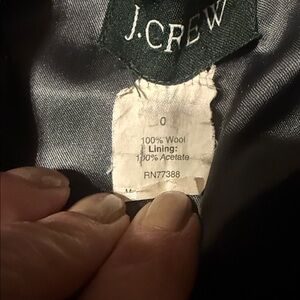 J.CREW
0
100% Wool
Lining:
100% Acetate
RN77388